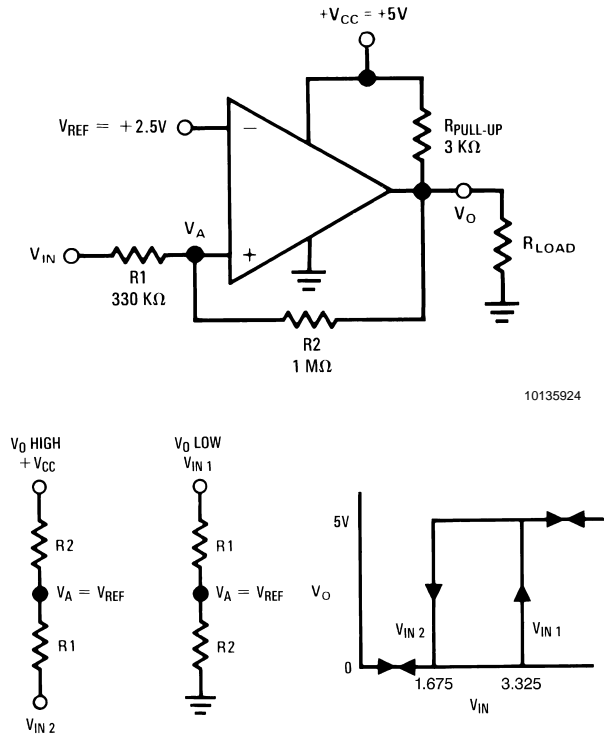 +VCC = +5V
VREF = +2.5V
RPULL-UP
3 KΩ
−
VA
VO
VIN
+
RLOAD
R1
330 KΩ
R2
1 MΩ
10135924
VO HIGH
+ VCC
R2
VA = VREF
R1
VIN 2
VO LOW
VIN 1
R1
VA = VREF
R2
5V
VO
VIN 2
VIN 1
0
1.675
3.325
VIN